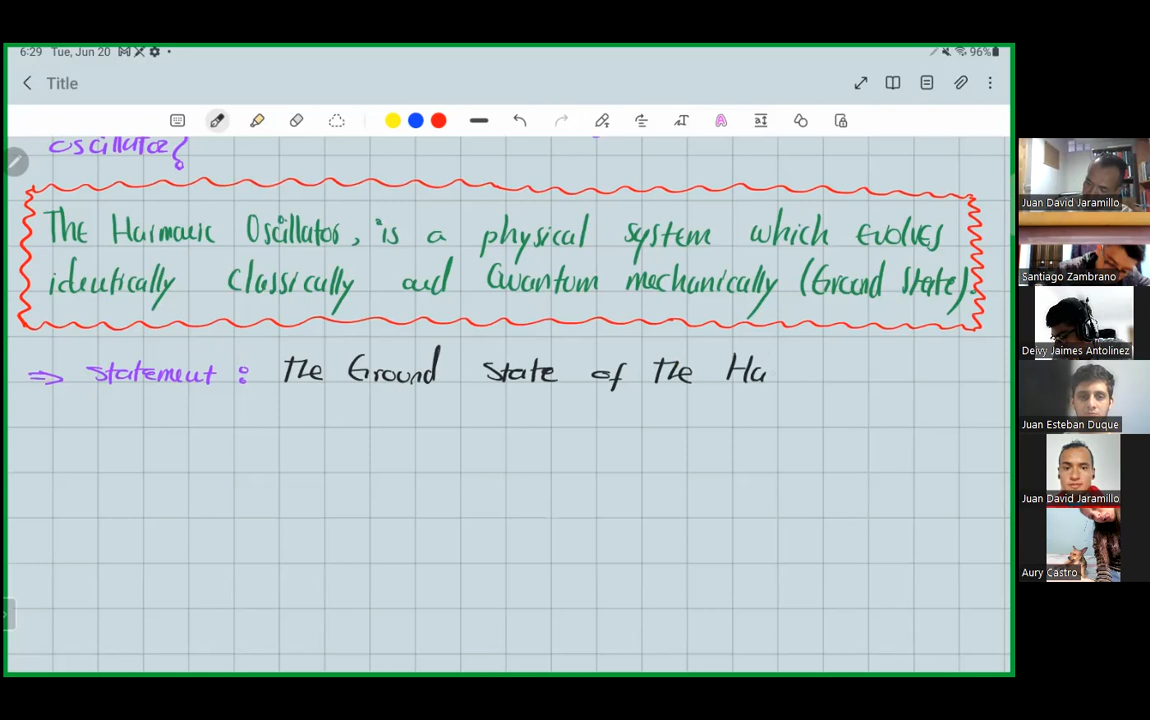 6:29 Tue, Jun 20
96%
Title
oscillator
The Harmonic Oscillator, is a physical system which evolves
identically classically and Quantum mechanically (Ground State).
⇒ statement : The Ground state of the Ha
Juan David Jaramillo
Santiago Zambrano
Deivy Jaimes Antolinez
Juan Esteban Duque
Juan David Jaramillo
Aury Castro